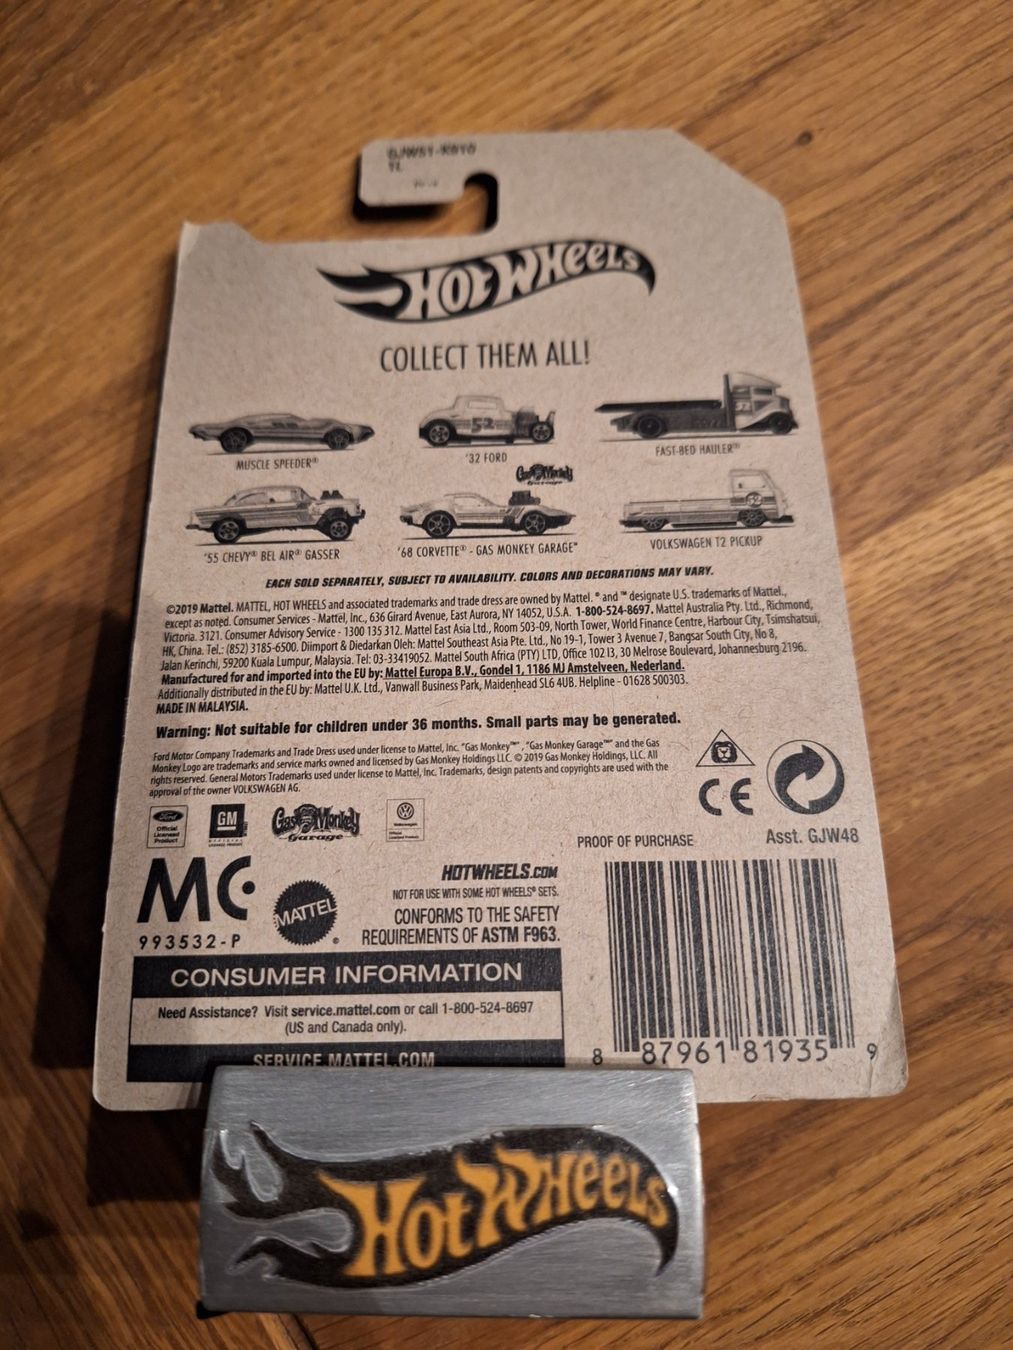 GJW51-K910
1L
HOT WHEELS
COLLECT THEM ALL!
MUSCLE SPEEDER®
52
'32 FORD
FAST-BED HAULER™
Gas Monkey
Garage
'55 CHEVY® BEL AIR® GASSER
'68 CORVETTE® - GAS MONKEY GARAGE™
VOLKSWAGEN T2 PICKUP
EACH SOLD SEPARATELY, SUBJECT TO AVAILABILITY. COLORS AND DECORATIONS MAY VARY.
©2019 Mattel. MATTEL, HOT WHEELS and associated trademarks and trade dress are owned by Mattel. ® and ™ designate U.S. trademarks of Mattel.,
except as noted. Consumer Services - Mattel, Inc., 636 Girard Avenue, East Aurora, NY 14052, U.S.A. 1-800-524-8697. Mattel Australia Pty. Ltd., Richmond,
Victoria. 3121. Consumer Advisory Service - 1300 135 312. Mattel East Asia Ltd., Room 503-09, North Tower, World Finance Centre, Harbour City, Tsimshatsui,
HK, China. Tel.: (852) 3185-6500. Diimport & Diedarkan Oleh: Mattel Southeast Asia Pte. Ltd., No 19-1, Tower 3 Avenue 7, Bangsar South City, No 8,
Jalan Kerinchi, 59200 Kuala Lumpur, Malaysia. Tel: 03-33419052. Mattel South Africa (PTY) LTD, Office 102 I3, 30 Melrose Boulevard, Johannesburg 2196.
Manufactured for and imported into the EU by: Mattel Europa B.V., Gondel 1, 1186 MJ Amstelveen, Nederland.
Additionally distributed in the EU by: Mattel U.K. Ltd., Vanwall Business Park, Maidenhead SL6 4UB. Helpline - 01628 500303.
MADE IN MALAYSIA.
Warning: Not suitable for children under 36 months. Small parts may be generated.
Ford Motor Company Trademarks and Trade Dress used under license to Mattel, Inc. "Gas Monkey™" , "Gas Monkey Garage™" and the Gas
Monkey Logo are trademarks and service marks owned and licensed by Gas Monkey Holdings LLC. © 2019 Gas Monkey Holdings, LLC. All
rights reserved. General Motors Trademarks used under license to Mattel, Inc. Trademarks, design patents and copyrights are used with the
approval of the owner VOLKSWAGEN AG.
CE
Ford
Official
Licensed
Product
GM
Gas Monkey
Garage
Volkswagen
PROOF OF PURCHASE
Asst. GJW48
MC
993532-P
MATTEL
®
HOTWHEELS.COM
NOT FOR USE WITH SOME HOT WHEELS® SETS.
CONFORMS TO THE SAFETY
REQUIREMENTS OF ASTM F963.
CONSUMER INFORMATION
Need Assistance? Visit service.mattel.com or call 1-800-524-8697
(US and Canada only).
SERVICE.MATTEL.COM
8 87961 81935 9
HOT WHEELS